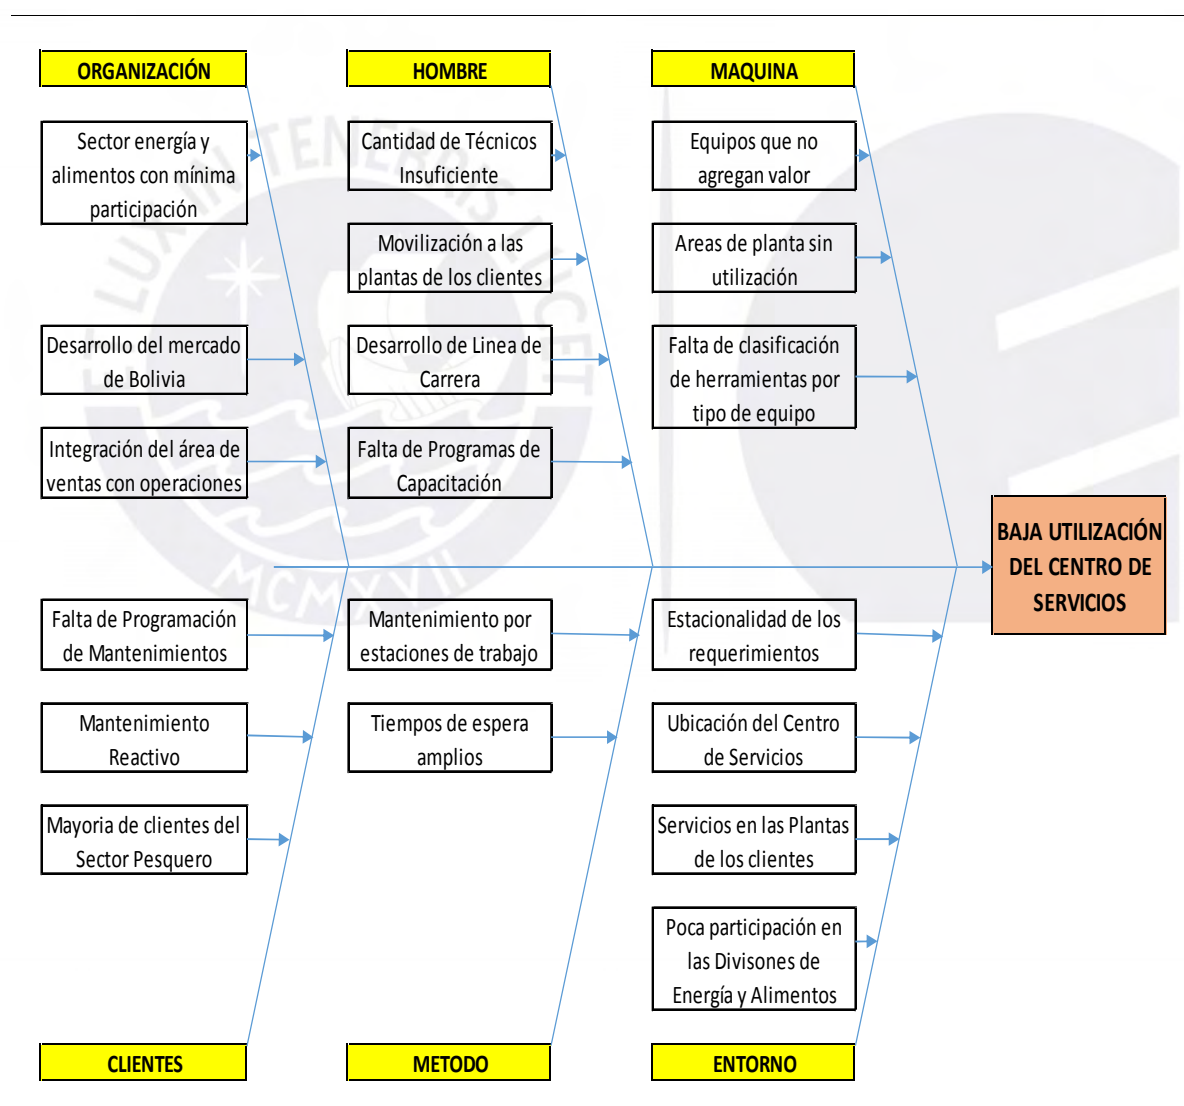 ORGANIZACIÓN
HOMBRE
MAQUINA
Sector energía y
alimentos con mínima
participación
Cantidad de Técnicos
Insuficiente
Equipos que no
agregan valor
Movilización a las
plantas de los clientes
Areas de planta sin
utilización
Desarrollo del mercado
de Bolivia
Desarrollo de Linea de
Carrera
Falta de clasificación
de herramientas por
tipo de equipo
Integración del área de
ventas con operaciones
Falta de Programas de
Capacitación
BAJA UTILIZACIÓN
DEL CENTRO DE
SERVICIOS
Falta de Programación
de Mantenimientos
Mantenimiento por
estaciones de trabajo
Estacionalidad de los
requerimientos
Mantenimiento
Reactivo
Tiempos de espera
amplios
Ubicación del Centro
de Servicios
Mayoria de clientes del
Sector Pesquero
Servicios en las Plantas
de los clientes
Poca participación en
las Divisones de
Energía y Alimentos
CLIENTES
METODO
ENTORNO
ET LUX IN TENEBRIS LUCET
MCMXVII